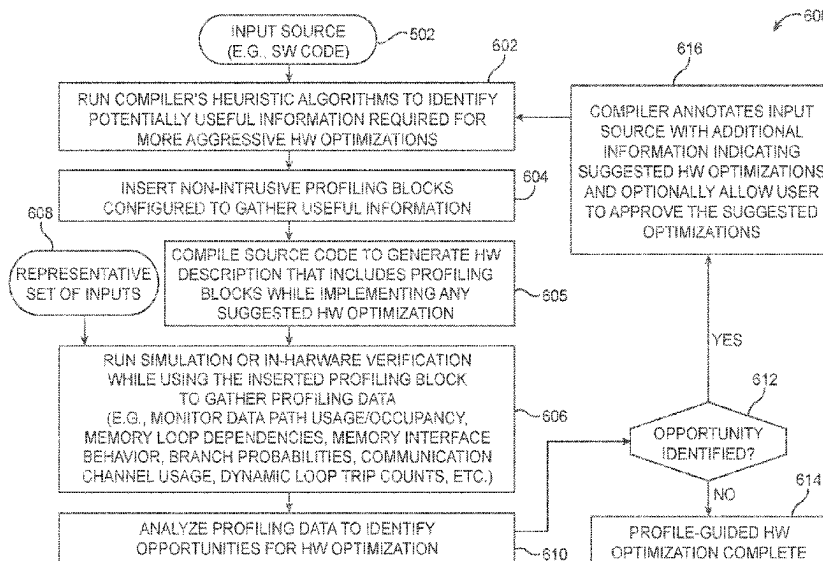 INPUT SOURCE
(E.G., SW CODE)
502
602
RUN COMPILER'S HEURISTIC ALGORITHMS TO IDENTIFY
POTENTIALLY USEFUL INFORMATION REQUIRED FOR
MORE AGGRESSIVE HW OPTIMIZATIONS
INSERT NON-INTRUSIVE PROFILING BLOCKS
CONFIGURED TO GATHER USEFUL INFORMATION
604
608
REPRESENTATIVE
SET OF INPUTS
COMPILE SOURCE CODE TO GENERATE HW
DESCRIPTION THAT INCLUDES PROFILING
BLOCKS WHILE IMPLEMENTING ANY
SUGGESTED HW OPTIMIZATION
605
RUN SIMULATION OR IN-HARWARE VERIFICATION
WHILE USING THE INSERTED PROFILING BLOCK
TO GATHER PROFILING DATA
(E.G., MONITOR DATA PATH USAGE/OCCUPANCY,
MEMORY LOOP DEPENDENCIES, MEMORY INTERFACE
BEHAVIOR, BRANCH PROBABILITIES, COMMUNICATION
CHANNEL USAGE, DYNAMIC LOOP TRIP COUNTS, ETC.)
606
ANALYZE PROFILING DATA TO IDENTIFY
OPPORTUNITIES FOR HW OPTIMIZATION
610
616
COMPILER ANNOTATES INPUT
SOURCE WITH ADDITIONAL
INFORMATION INDICATING
SUGGESTED HW OPTIMIZATIONS
AND OPTIONALLY ALLOW USER
TO APPROVE THE SUGGESTED
OPTIMIZATIONS
YES
612
OPPORTUNITY
IDENTIFIED?
NO
614
PROFILE-GUIDED HW
OPTIMIZATION COMPLETE